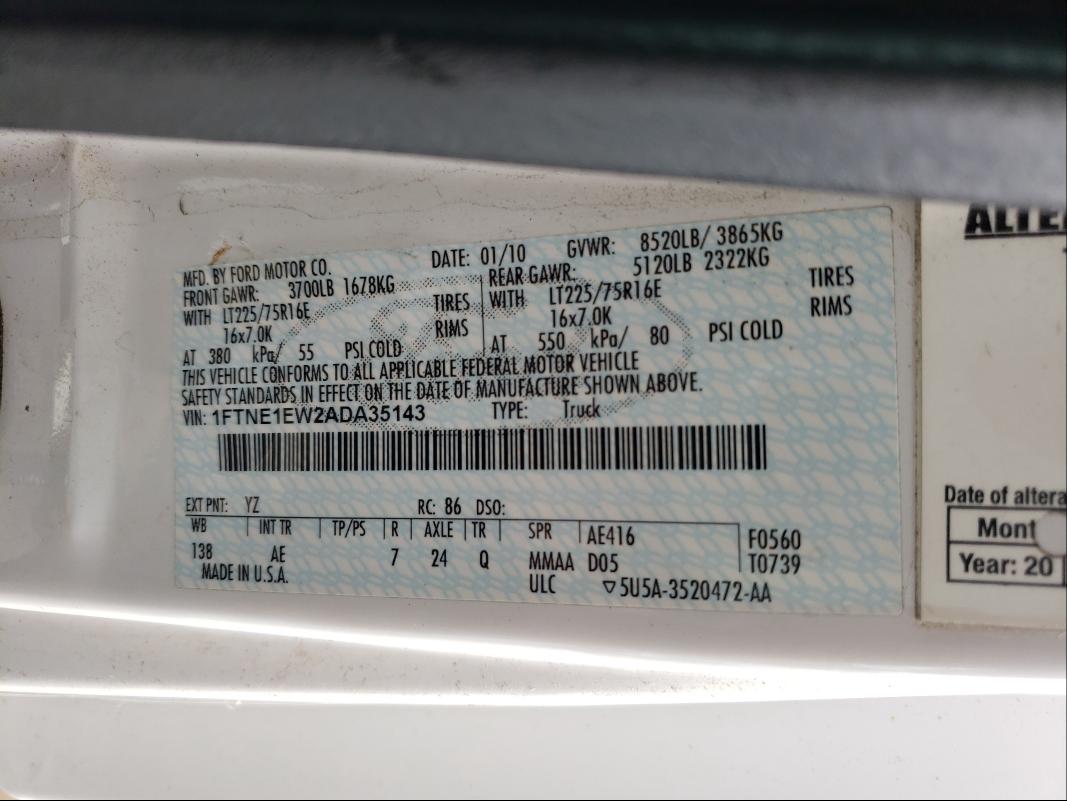 MFD. BY FORD MOTOR CO. DATE: 01/10 GVWR: 8520LB/ 3865KG
FRONT GAWR: 3700LB 1678KG REAR GAWR: 5120LB 2322KG
WITH LT225/75R16E TIRES WITH LT225/75R16E TIRES
16x7.0K RIMS 16x7.0K RIMS
AT 380 kPa/ 55 PSI COLD AT 550 kPa/ 80 PSI COLD
THIS VEHICLE CONFORMS TO ALL APPLICABLE FEDERAL MOTOR VEHICLE
SAFETY STANDARDS IN EFFECT ON THE DATE OF MANUFACTURE SHOWN ABOVE.
VIN: 1FTNE1EW2ADA35143 TYPE: Truck
EXT PNT: YZ RC: 86 DSO:
WB INT TR TP/PS R AXLE TR SPR AE416 F0560
138 AE 7 24 Q MMAA D05 T0739
MADE IN U.S.A. ULC ▽5U5A-3520472-AA
ALTE
Date of altera
Mont
Year: 20